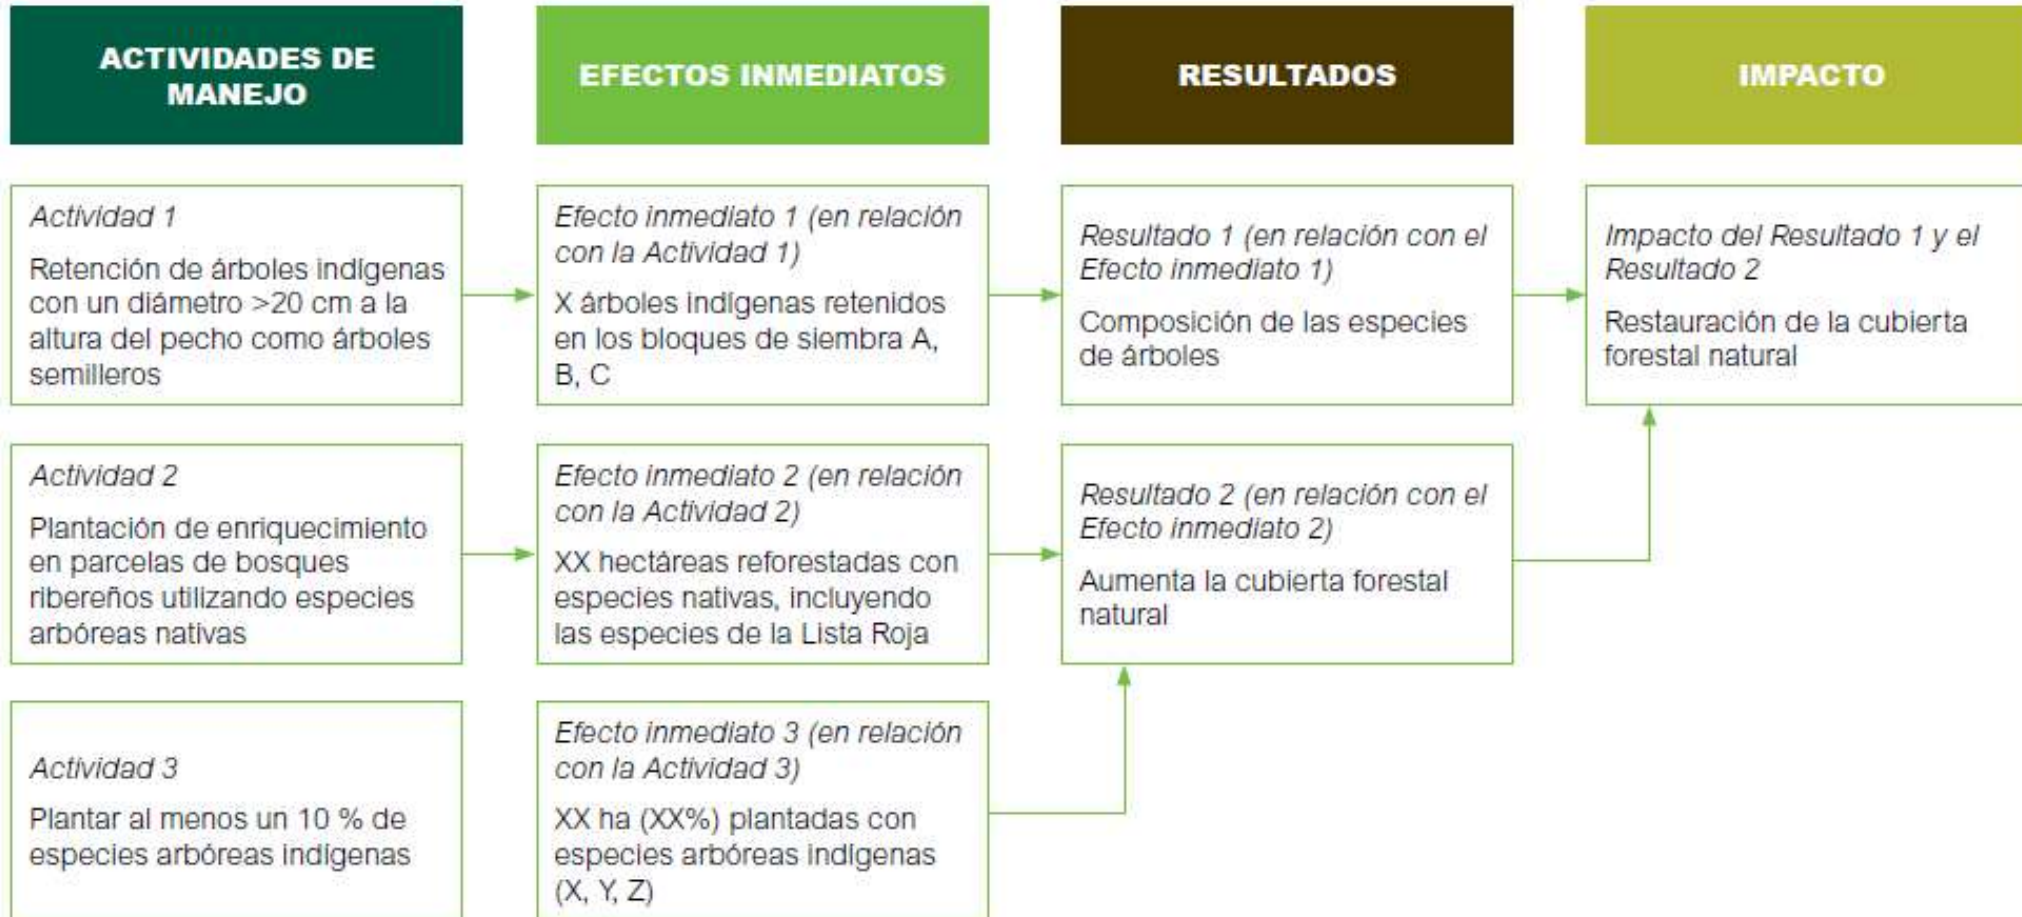 ACTIVIDADES DE
MANEJO
EFECTOS INMEDIATOS
RESULTADOS
IMPACTO
Actividad 1
Retención de árboles indígenas
con un diámetro >20 cm a la
altura del pecho como árboles
semilleros
Efecto inmediato 1 (en relación
con la Actividad 1)
X árboles indígenas retenidos
en los bloques de siembra A,
B, C
Resultado 1 (en relación con el
Efecto inmediato 1)
Composición de las especies
de árboles
Impacto del Resultado 1 y el
Resultado 2
Restauración de la cubierta
forestal natural
Actividad 2
Plantación de enriquecimiento
en parcelas de bosques
ribereños utilizando especies
arbóreas nativas
Efecto inmediato 2 (en relación
con la Actividad 2)
XX hectáreas reforestadas con
especies nativas, incluyendo
las especies de la Lista Roja
Resultado 2 (en relación con el
Efecto inmediato 2)
Aumenta la cubierta forestal
natural
Actividad 3
Plantar al menos un 10 % de
especies arbóreas indígenas
Efecto inmediato 3 (en relación
con la Actividad 3)
XX ha (XX%) plantadas con
especies arbóreas indígenas
(X, Y, Z)